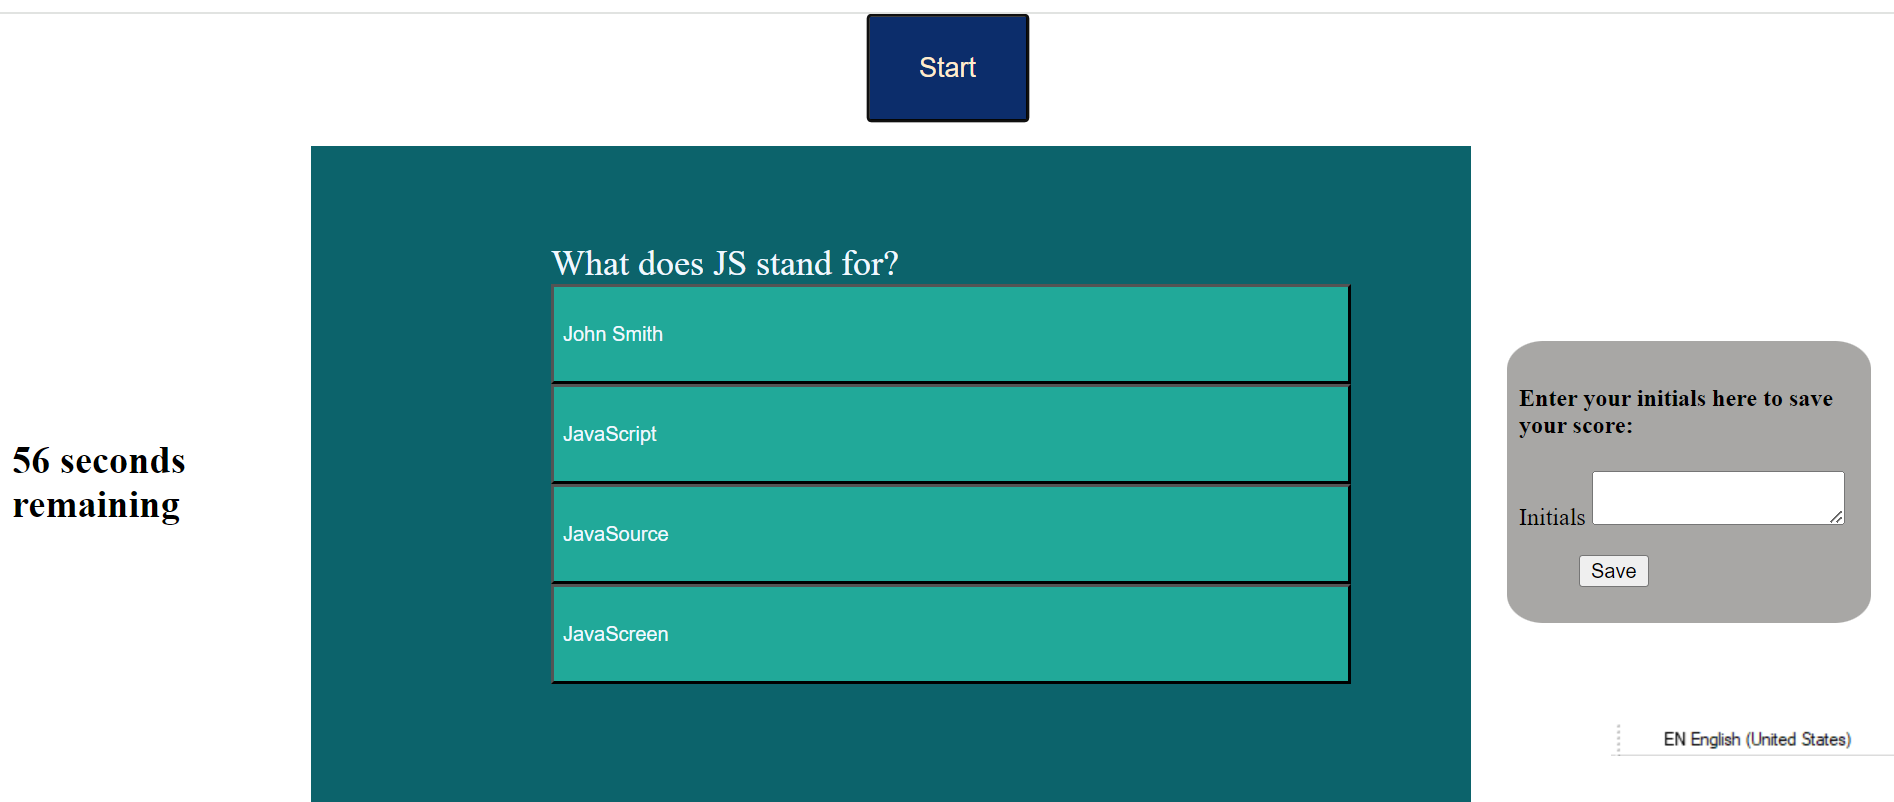 Start
What does JS stand for?
John Smith
JavaScript
JavaSource
JavaScreen
56 seconds
remaining
Enter your initials here to save
your score:
Initials
Save
EN English (United States)